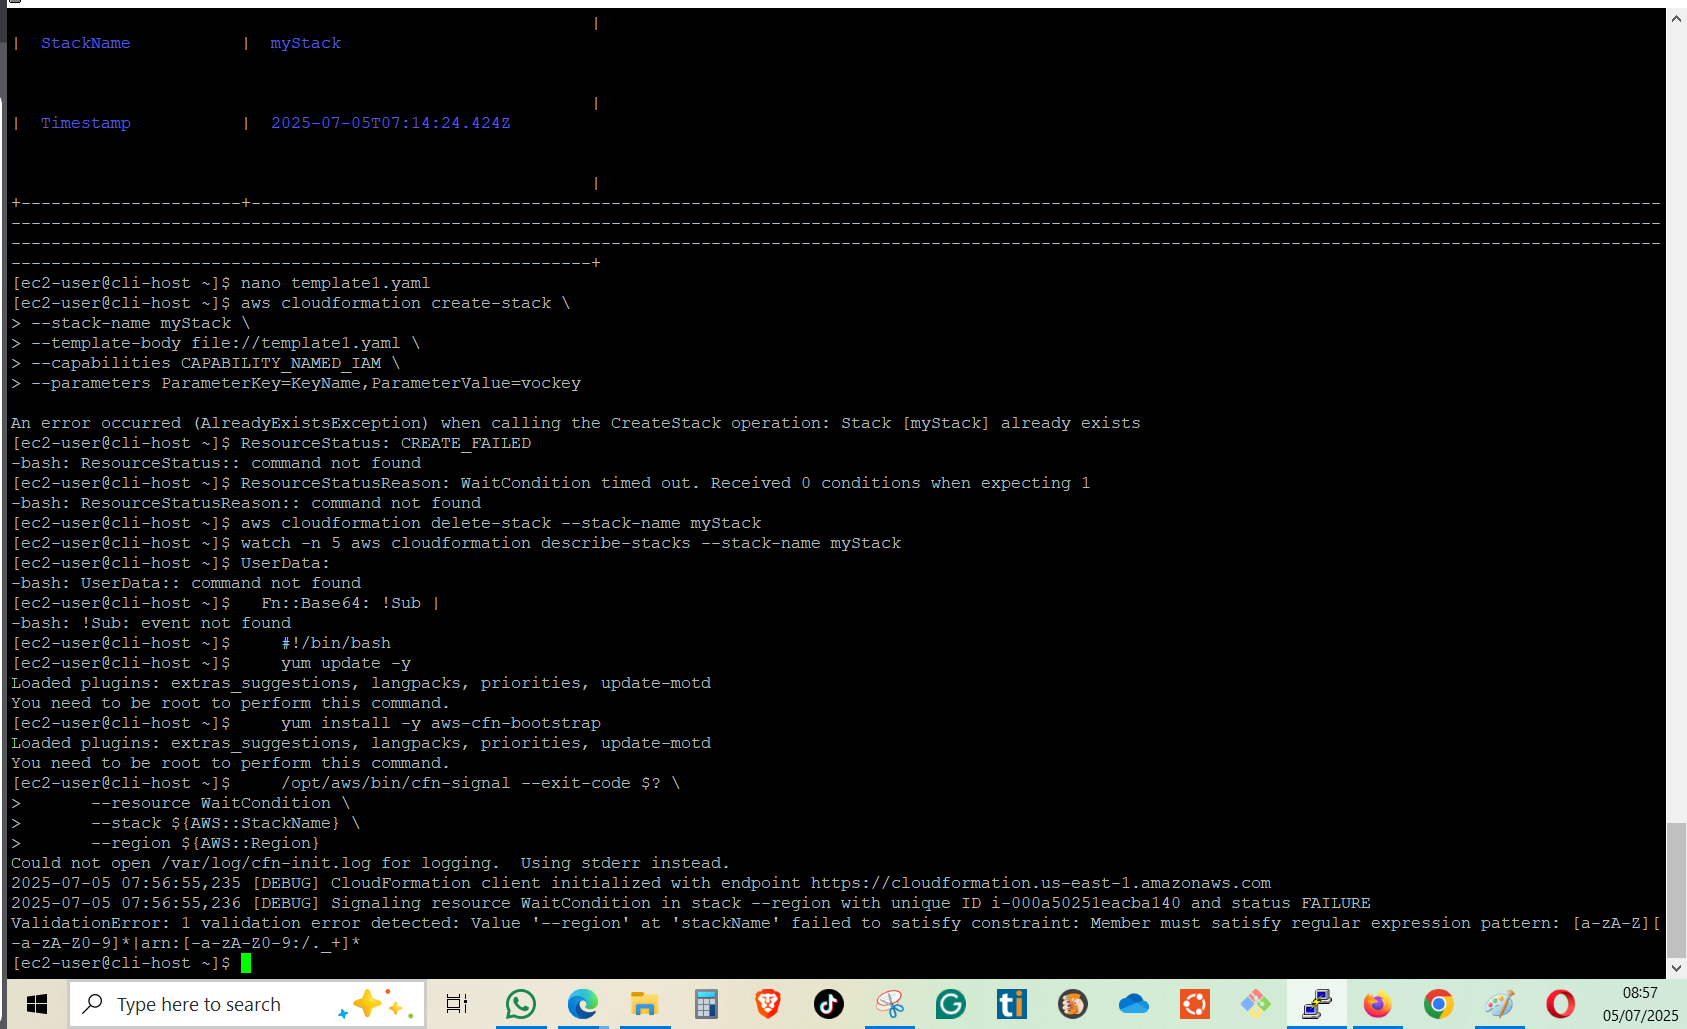 |
| StackName | myStack
|
| Timestamp | 2025-07-05T07:14:24.424Z
|
+----------------------+---------------------------------------------------------------------------------------------------------------------------------------------
---------------------------------------------------------------------------------------------------------------------------------------------------------------------
---------------------------------------------------------------------------------------------------------------------------------------------------------------------
----------------------------------------------------------+
[ec2-user@cli-host ~]$ nano template1.yaml
[ec2-user@cli-host ~]$ aws cloudformation create-stack \
> --stack-name myStack \
> --template-body file://template1.yaml \
> --capabilities CAPABILITY_NAMED_IAM \
> --parameters ParameterKey=KeyName,ParameterValue=vockey
An error occurred (AlreadyExistsException) when calling the CreateStack operation: Stack [myStack] already exists
[ec2-user@cli-host ~]$ ResourceStatus: CREATE_FAILED
-bash: ResourceStatus:: command not found
[ec2-user@cli-host ~]$ ResourceStatusReason: WaitCondition timed out. Received 0 conditions when expecting 1
-bash: ResourceStatusReason:: command not found
[ec2-user@cli-host ~]$ aws cloudformation delete-stack --stack-name myStack
[ec2-user@cli-host ~]$ watch -n 5 aws cloudformation describe-stacks --stack-name myStack
[ec2-user@cli-host ~]$ UserData:
-bash: UserData:: command not found
[ec2-user@cli-host ~]$   Fn::Base64: !Sub |
-bash: !Sub: event not found
[ec2-user@cli-host ~]$     #!/bin/bash
[ec2-user@cli-host ~]$     yum update -y
Loaded plugins: extras_suggestions, langpacks, priorities, update-motd
You need to be root to perform this command.
[ec2-user@cli-host ~]$     yum install -y aws-cfn-bootstrap
Loaded plugins: extras_suggestions, langpacks, priorities, update-motd
You need to be root to perform this command.
[ec2-user@cli-host ~]$     /opt/aws/bin/cfn-signal --exit-code $? \
>       --resource WaitCondition \
>       --stack ${AWS::StackName} \
>       --region ${AWS::Region}
Could not open /var/log/cfn-init.log for logging.  Using stderr instead.
2025-07-05 07:56:55,235 [DEBUG] CloudFormation client initialized with endpoint https://cloudformation.us-east-1.amazonaws.com
2025-07-05 07:56:55,236 [DEBUG] Signaling resource WaitCondition in stack --region with unique ID i-000a50251eacba140 and status FAILURE
ValidationError: 1 validation error detected: Value '--region' at 'stackName' failed to satisfy constraint: Member must satisfy regular expression pattern: [a-zA-Z][
-a-zA-Z0-9]*|arn:[-a-zA-Z0-9:/._+]*
[ec2-user@cli-host ~]$
Type here to search
ti
08:57
05/07/2025